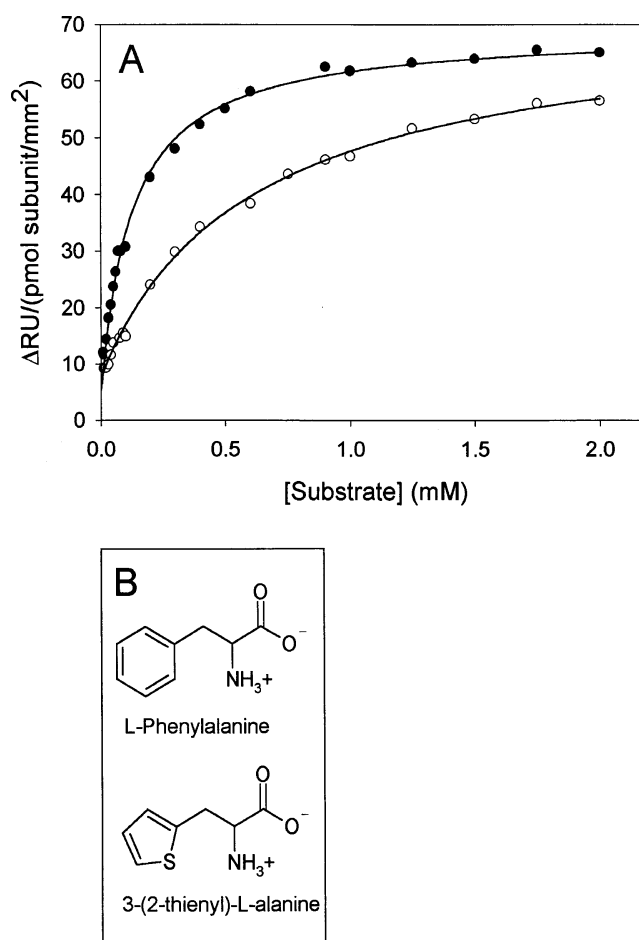 A
70
60
50
40
30
20
10
0
ΔRU/(pmol subunit/mm²)
0.0 0.5 1.0 1.5 2.0
[Substrate] (mM)
B
O
O⁻
NH₃+
L-Phenylalanine
O
O⁻
S NH₃+
3-(2-thienyl)-L-alanine